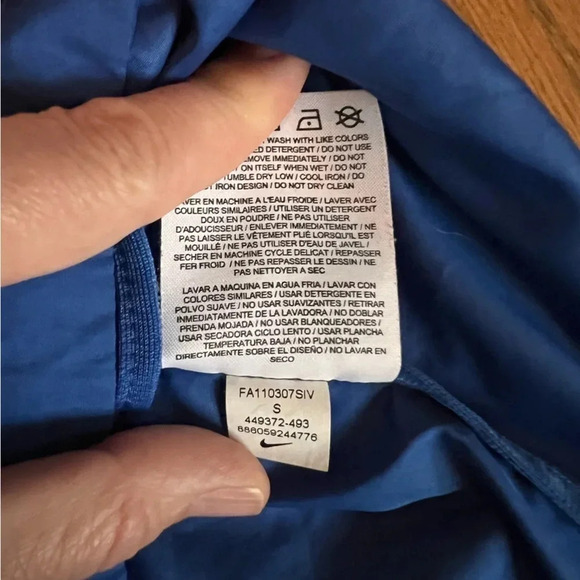 WASH WITH LIKE COLORS
DETERGENT / DO NOT USE
IMMEDIATELY / DO NOT
ON ITSELF WHEN WET / DO
TUMBLE DRY LOW / COOL IRON / DO
IRON DESIGN / DO NOT DRY CLEAN
EN MACHINE A L'EAU FROIDE / LAVER AVEC
COULEURS SIMILAIRES / UTILISER UN DETERGENT
DOUX EN POUDRE / NE PAS UTILISER
D'ADOUCISSEUR / ENLEVER IMMEDIATEMENT / NE
PAS LAISSER LE VÊTEMENT PLIÉ LORSQU'IL EST
MOUILLÉ / NE PAS UTILISER D'EAU DE JAVEL /
SECHER EN MACHINE CYCLE DELICAT / REPASSER
FER FROID / NE PAS REPASSER LE DESSIN / NE
PAS NETTOYER A SEC
LAVAR A MAQUINA EN AGUA FRIA / LAVAR CON
COLORES SIMILARES / USAR DETERGENTE EN
POLVO SUAVE / NO USAR SUAVIZANTES / RETIRAR
INMEDIATAMENTE DE LA LAVADORA / NO DOBLAR
PRENDA MOJADA / NO USAR BLANQUEADORES /
USAR SECADORA CICLO LENTO / USAR PLANCHA
TEMPERATURA BAJA / NO PLANCHAR
DIRECTAMENTE SOBRE EL DISEÑO / NO LAVAR EN
SECO
FA110307SIV
S
449372-493
886059244776